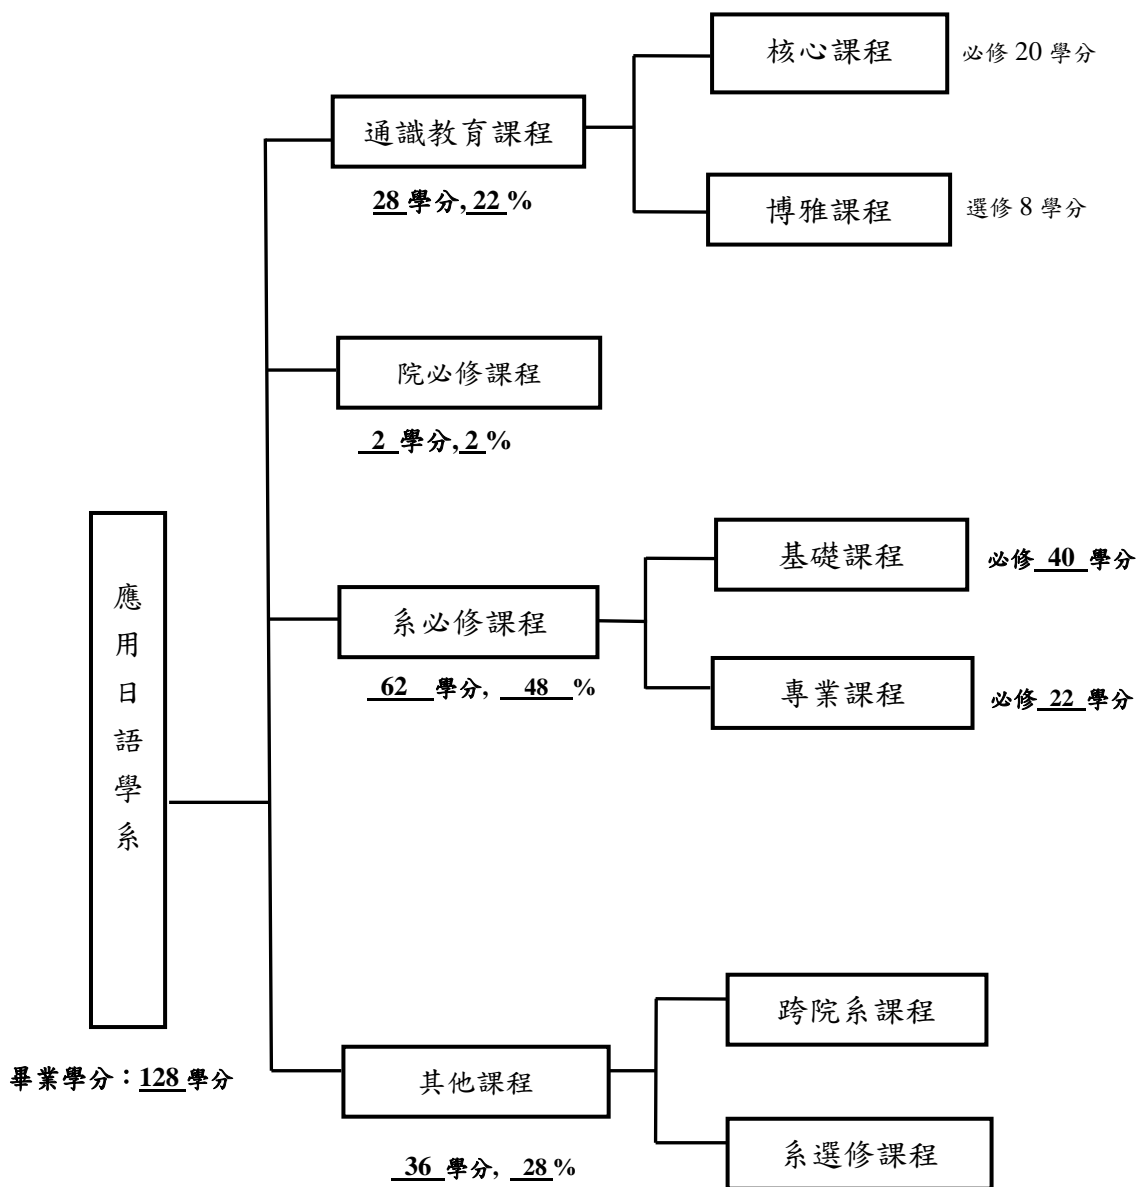 核心課程
必修 20 學分
通識教育課程
28 學分, 22 %
博雅課程
選修 8 學分
院必修課程
2 學分, 2 %
應用日語學系
畢業學分：128 學分
系必修課程
62 學分, 48 %
基礎課程
必修 40 學分
專業課程
必修 22 學分
其他課程
36 學分, 28 %
跨院系課程
系選修課程